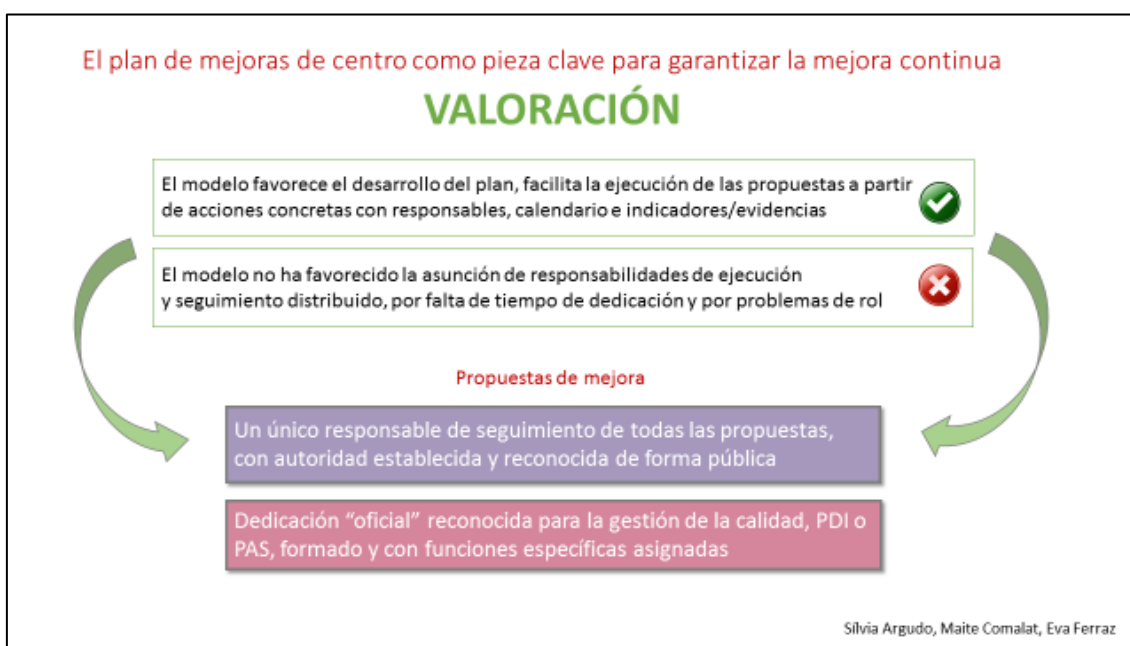 El plan de mejoras de centro como pieza clave para garantizar la mejora continua
VALORACIÓN
El modelo favorece el desarrollo del plan, facilita la ejecución de las propuestas a partir
de acciones concretas con responsables, calendario e indicadores/evidencias
El modelo no ha favorecido la asunción de responsabilidades de ejecución
y seguimiento distribuido, por falta de tiempo de dedicación y por problemas de rol
Propuestas de mejora
Un único responsable de seguimiento de todas las propuestas,
con autoridad establecida y reconocida de forma pública
Dedicación “oficial” reconocida para la gestión de la calidad, PDI o
PAS, formado y con funciones específicas asignadas
Sílvia Argudo, Maite Comalat, Eva Ferraz